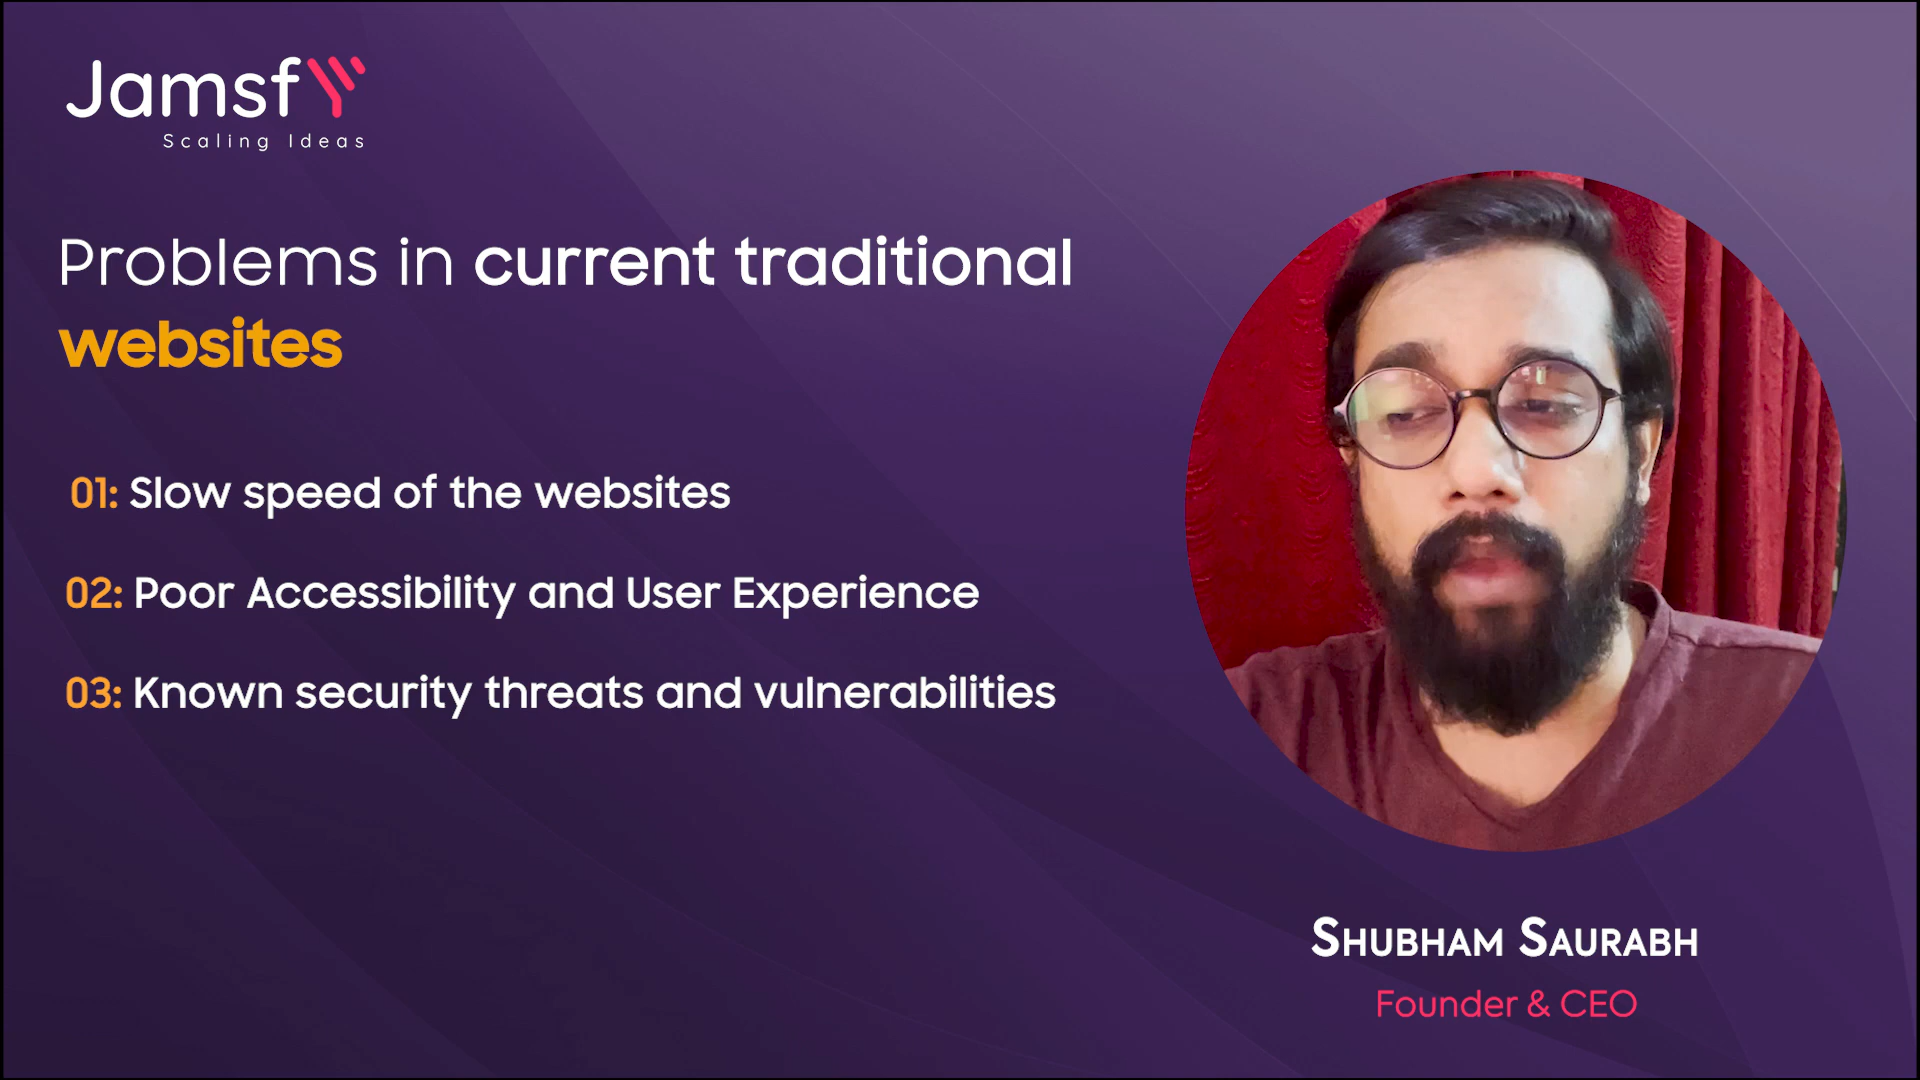 Jamsfy
Scaling Ideas
Problems in current traditional
websites
01: Slow speed of the websites
02: Poor Accessibility and User Experience
03: Known security threats and vulnerabilities
Shubham Saurabh
Founder & CEO